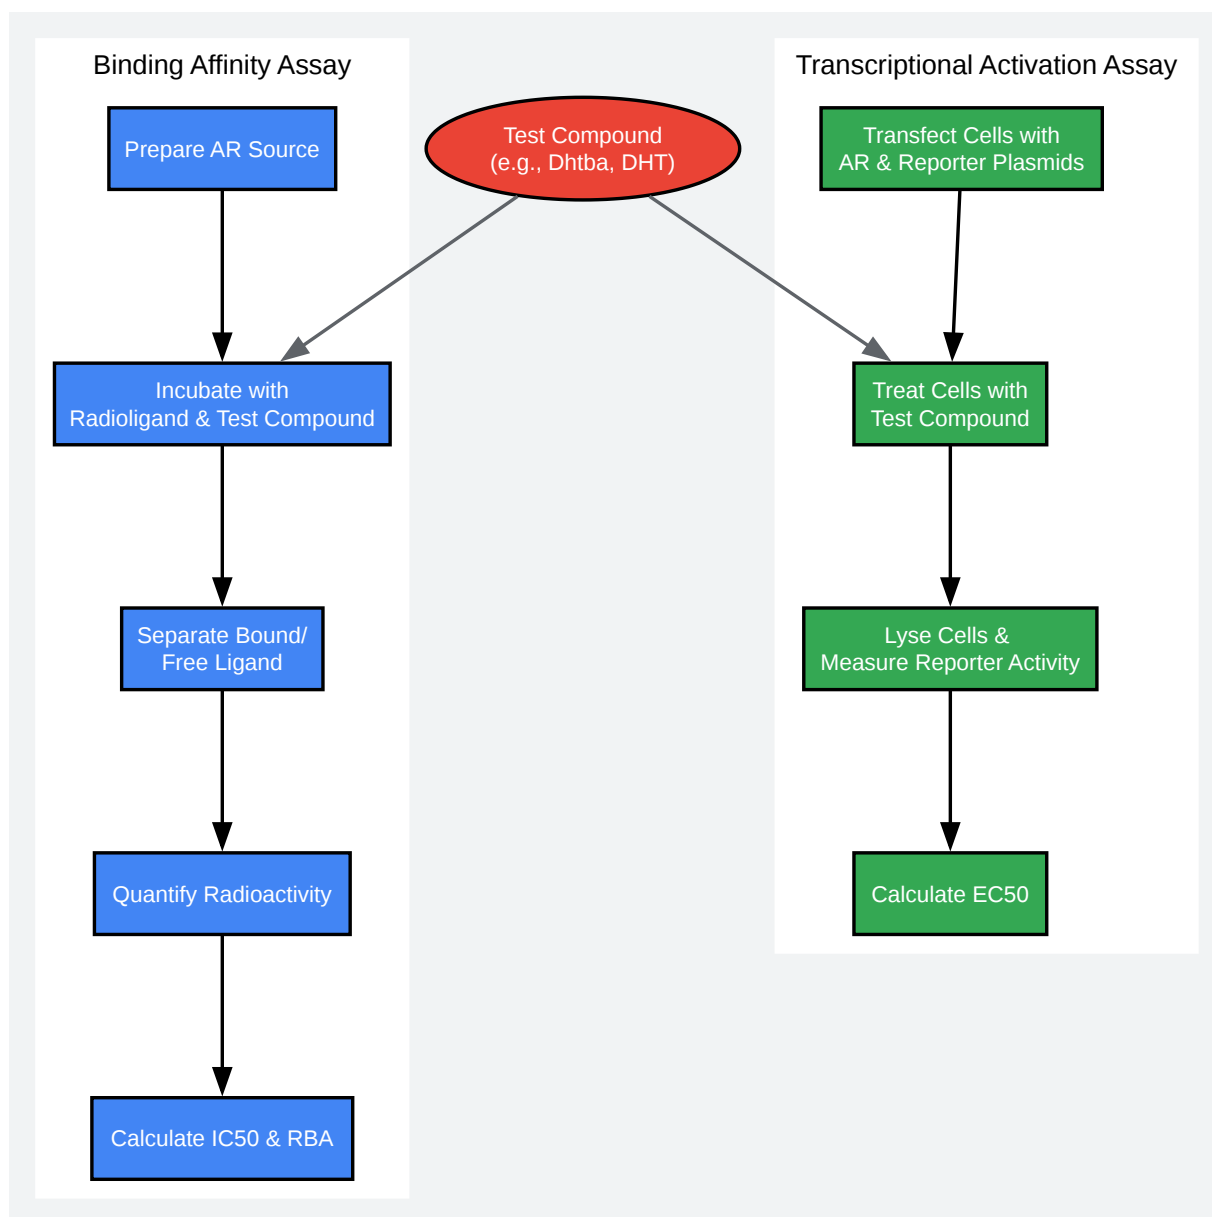 Binding Affinity Assay
Prepare AR Source
Incubate with
Radioligand & Test Compound
Separate Bound/
Free Ligand
Quantify Radioactivity
Calculate IC50 & RBA
Test Compound
(e.g., Dhtba, DHT)
Transcriptional Activation Assay
Transfect Cells with
AR & Reporter Plasmids
Treat Cells with
Test Compound
Lyse Cells &
Measure Reporter Activity
Calculate EC50